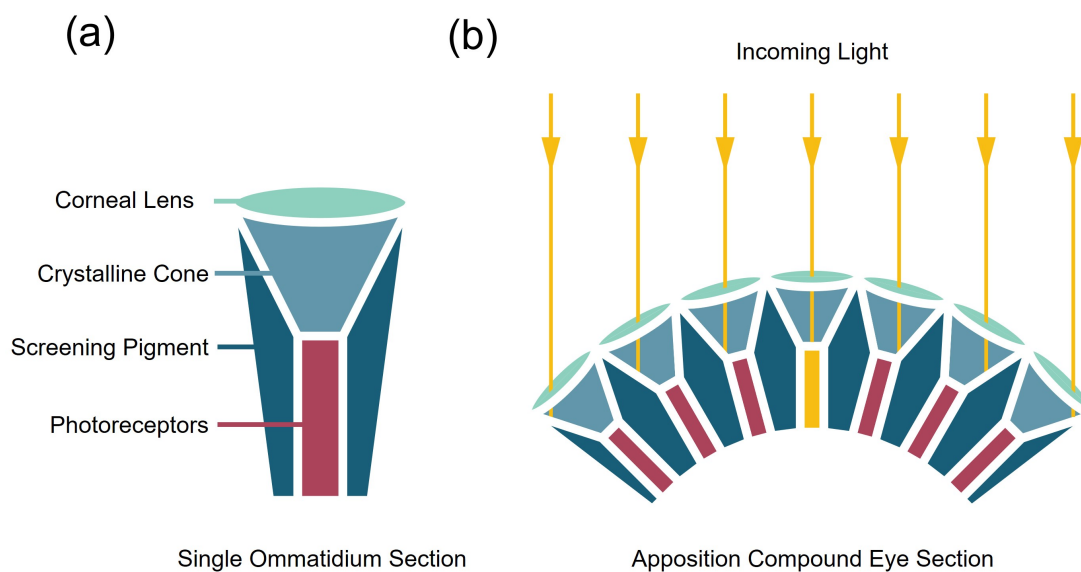 (a)
Corneal Lens
Crystalline Cone
Screening Pigment
Photoreceptors
Single Ommatidium Section
(b)
Incoming Light
Apposition Compound Eye Section